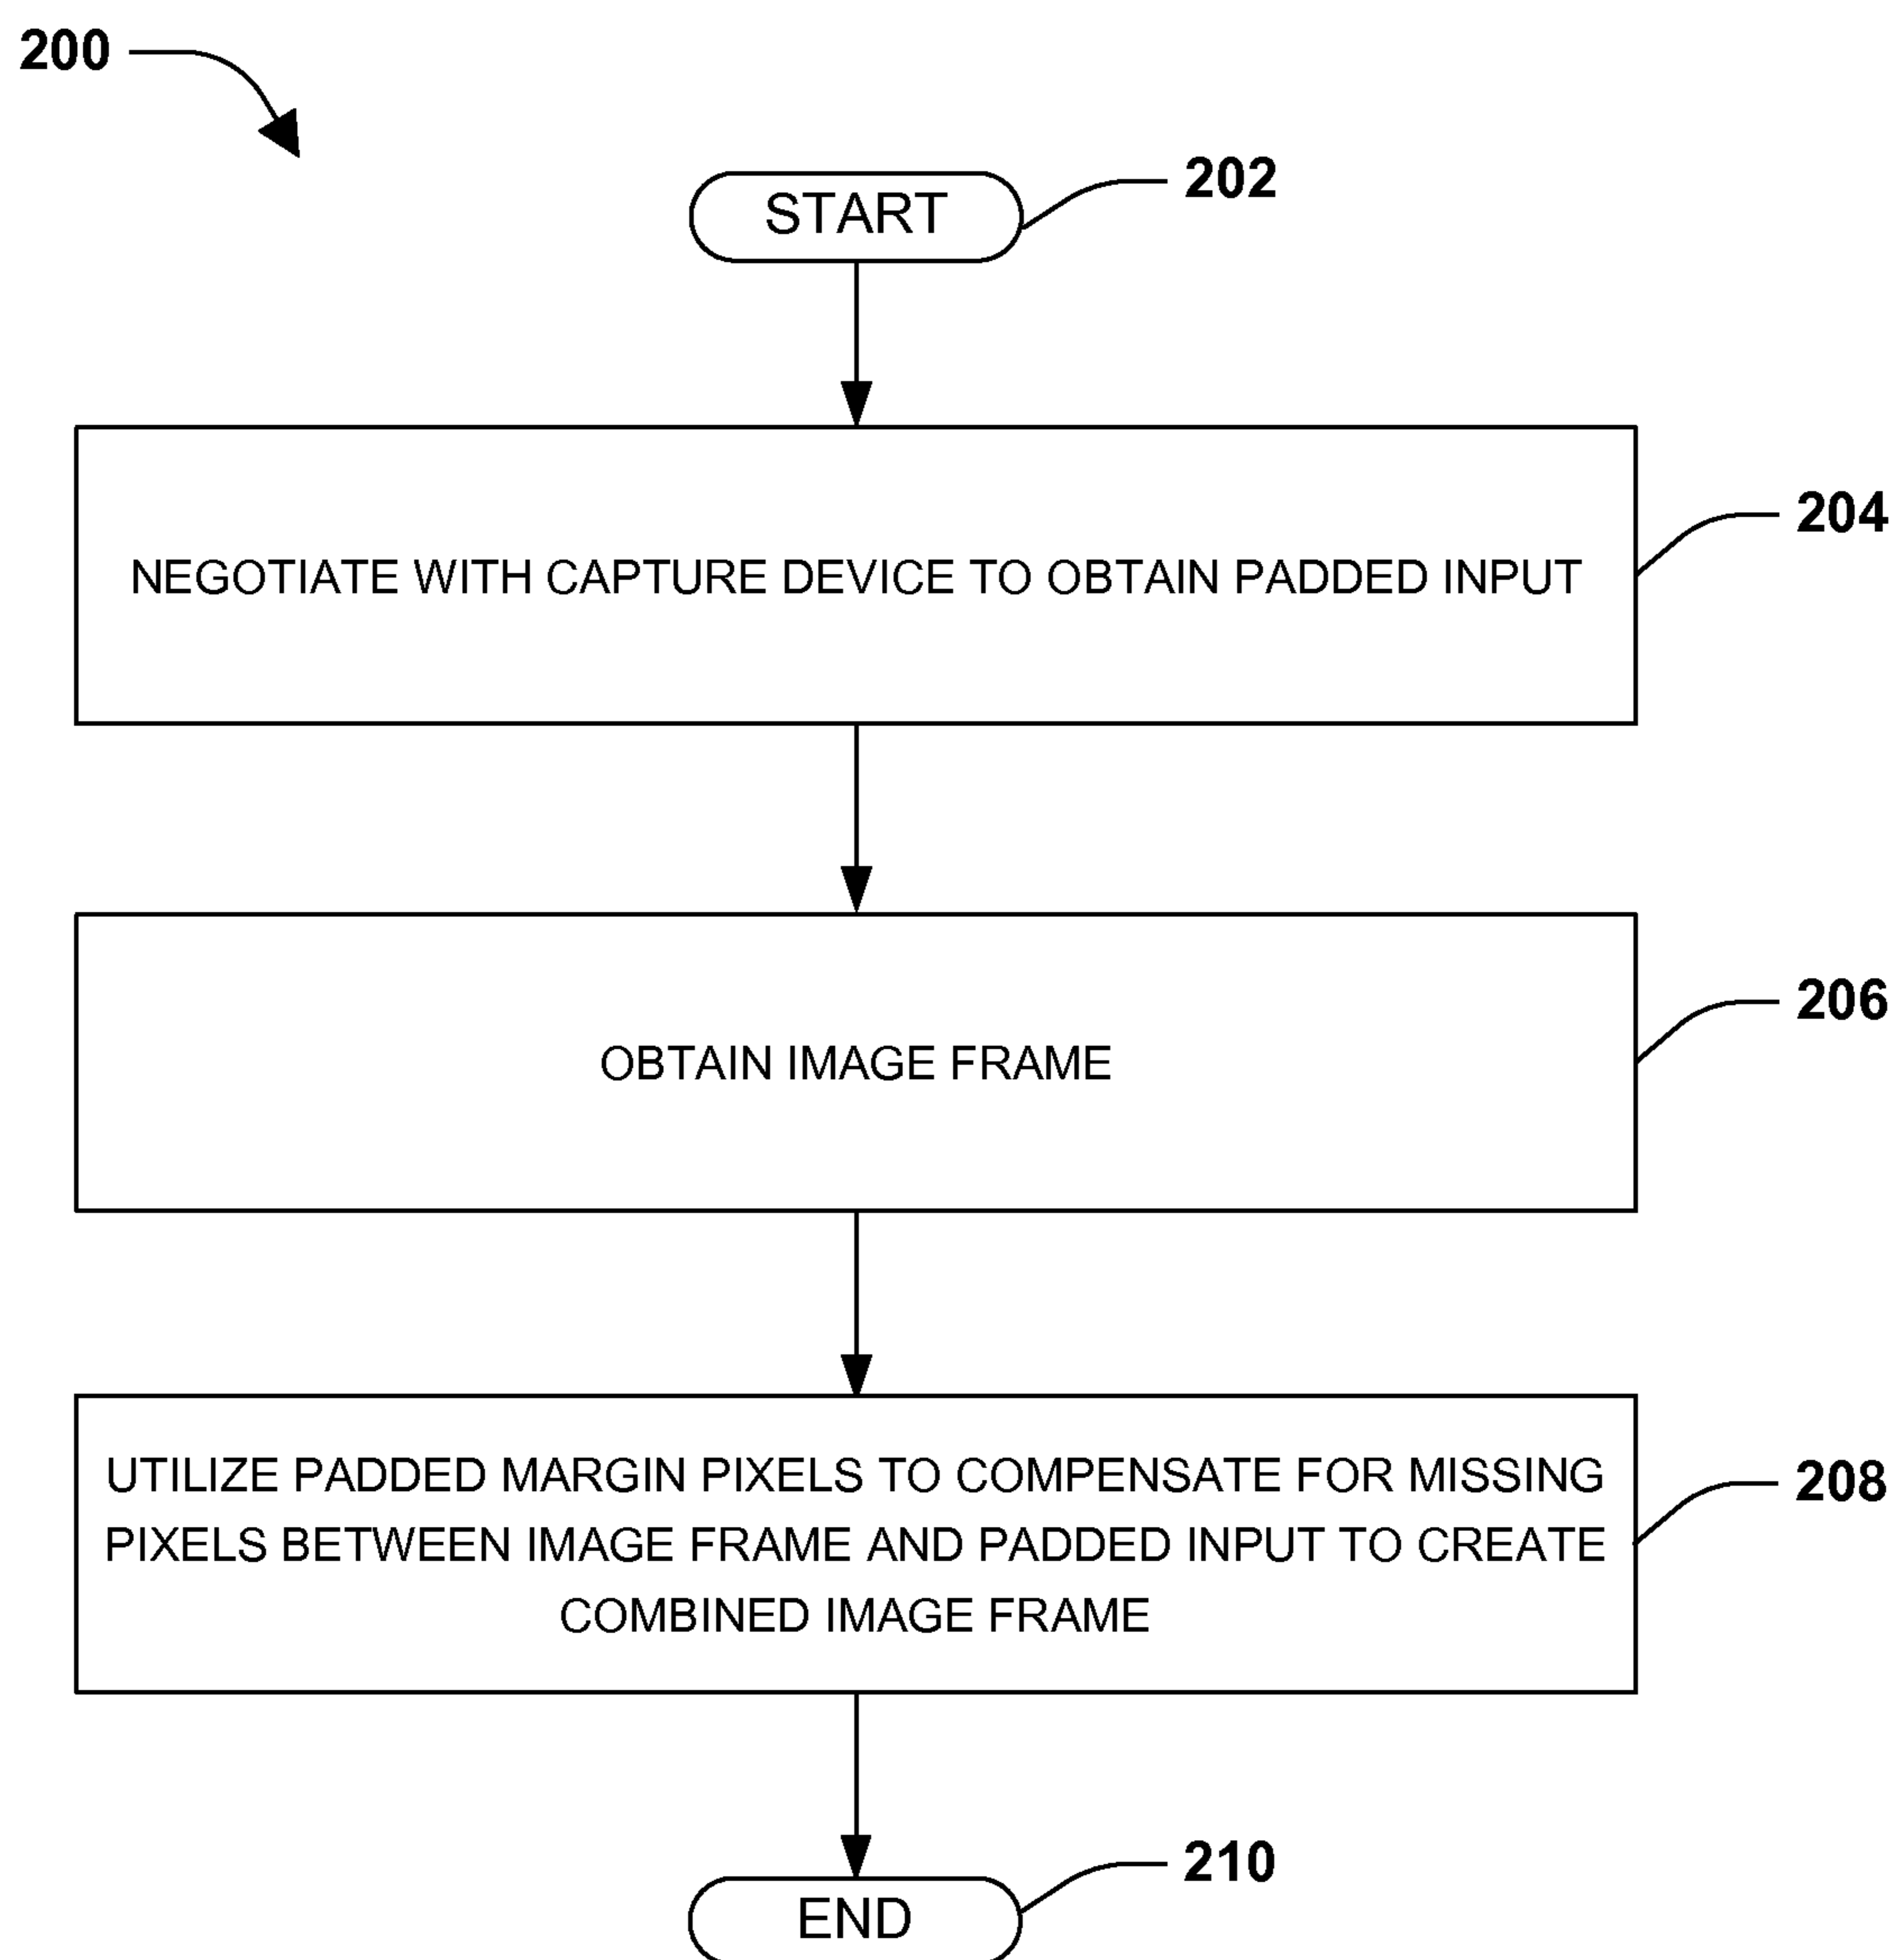 200
START
202
NEGOTIATE WITH CAPTURE DEVICE TO OBTAIN PADDED INPUT
204
OBTAIN IMAGE FRAME
206
UTILIZE PADDED MARGIN PIXELS TO COMPENSATE FOR MISSING
PIXELS BETWEEN IMAGE FRAME AND PADDED INPUT TO CREATE
COMBINED IMAGE FRAME
208
END
210